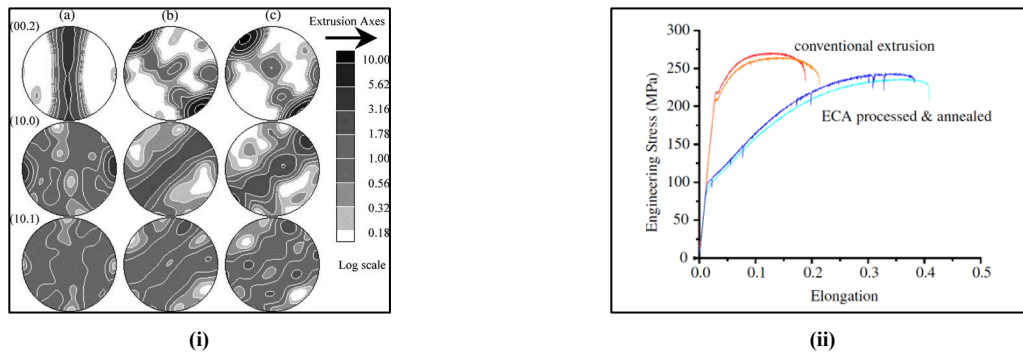 (a) (b) (c) Extrusion Axes
(00.2)
10.00
5.62
3.16
1.78
1.00
0.56
0.32
0.18
(10.0)
(10.1)
Log scale
(i)
Engineering Stress (MPa)
300
250
200
150
100
50
0
0.0 0.1 0.2 0.3 0.4 0.5
Elongation
conventional extrusion
ECA processed & annealed
(ii)